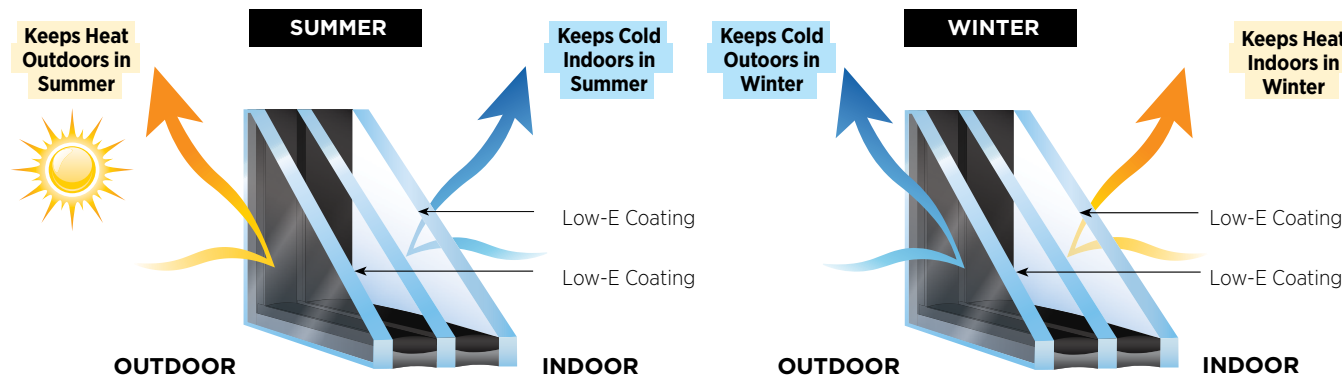 SUMMER
Keeps Heat
Outdoors in
Summer
Keeps Cold
Indoors in
Summer
Low-E Coating
Low-E Coating
OUTDOOR
INDOOR
WINTER
Keeps Cold
Outoors in
Winter
Keeps Heat
Indoors in
Winter
Low-E Coating
Low-E Coating
OUTDOOR
INDOOR